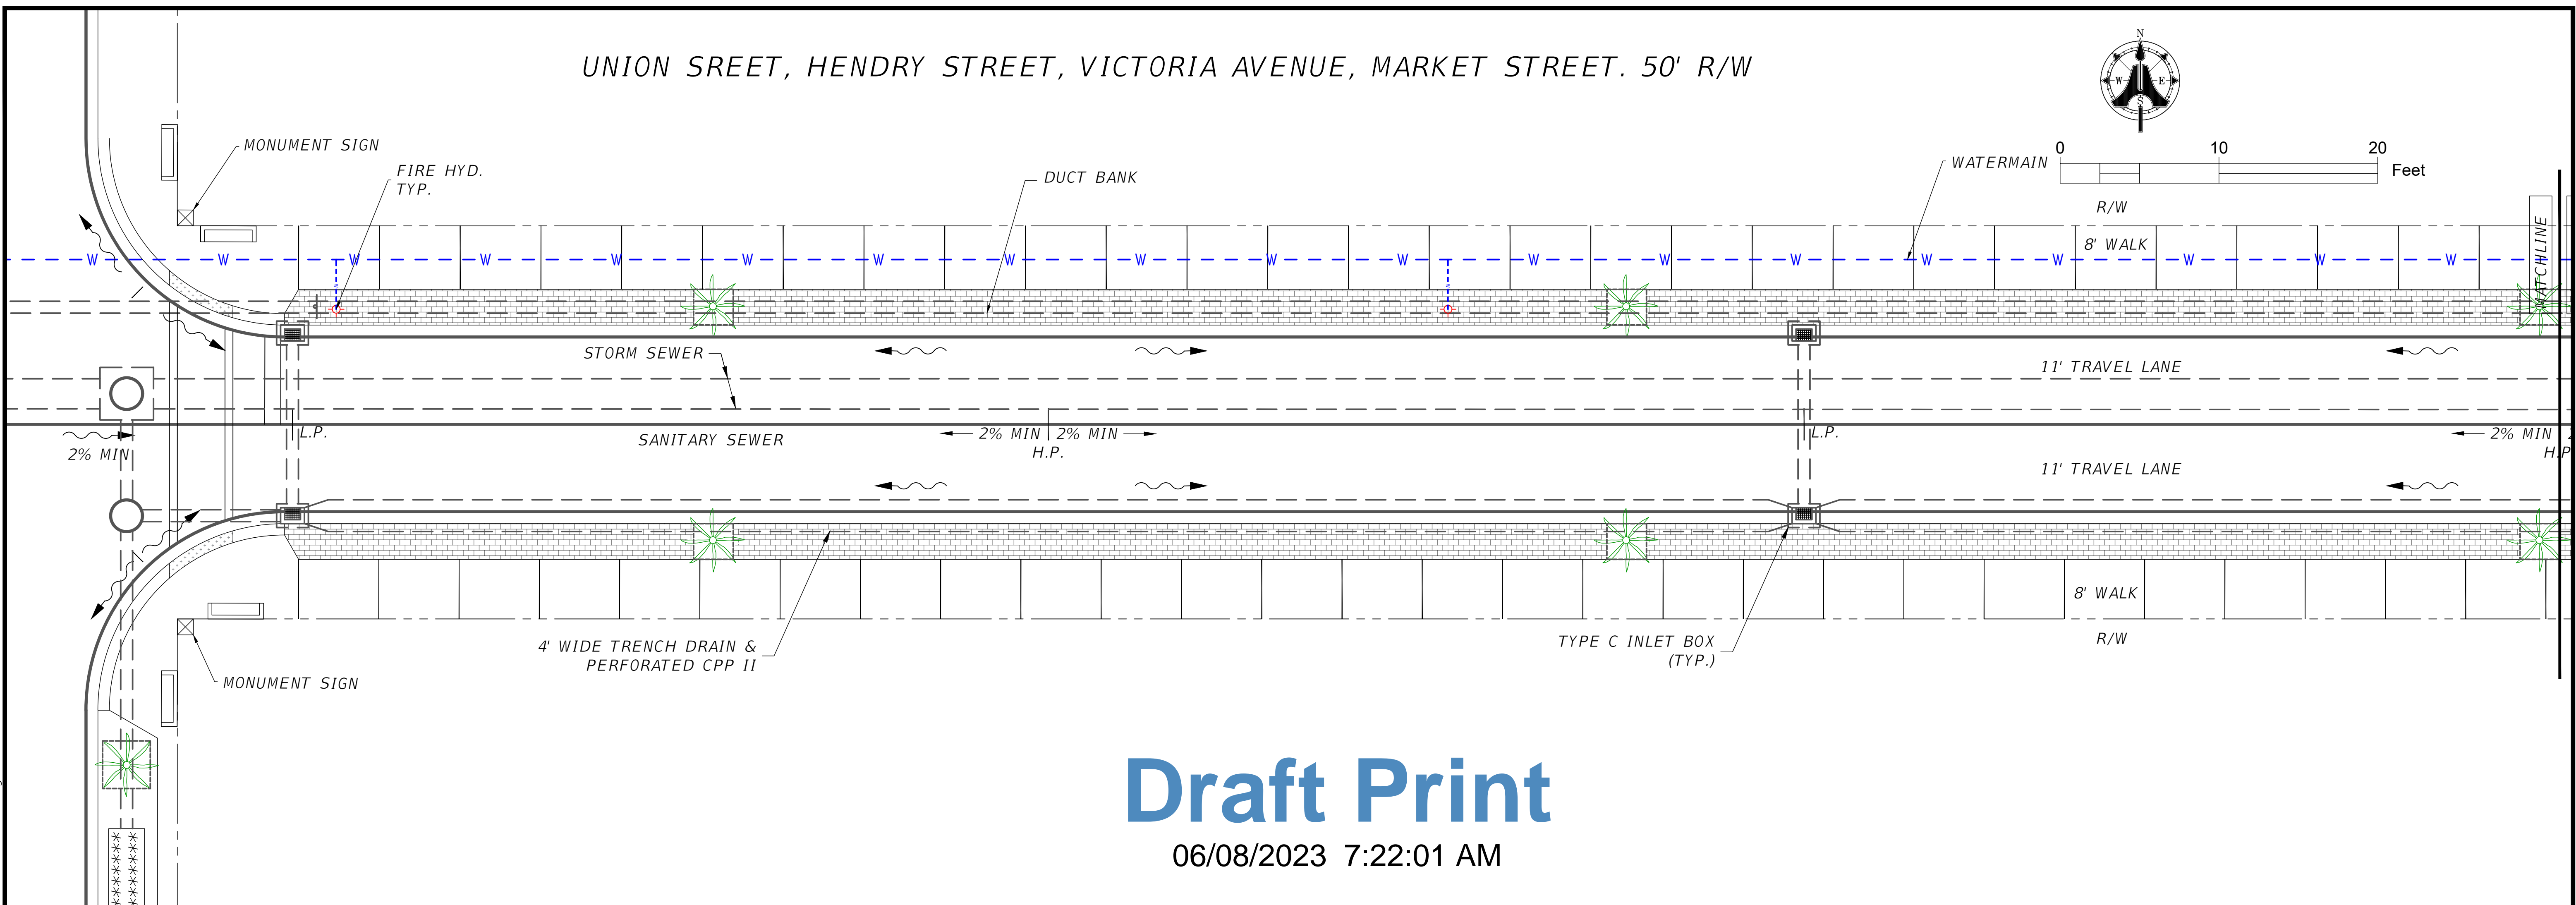 UNION SREET, HENDRY STREET, VICTORIA AVENUE, MARKET STREET. 50' R/W
N
W
E
S
0 10 20
Feet
MONUMENT SIGN
FIRE HYD.
TYP.
DUCT BANK
WATERMAIN
R/W
MATCHLINE
8' WALK
W W W W W W W W W W W W W W W W W W W
STORM SEWER
11' TRAVEL LANE
L.P.
SANITARY SEWER
2% MIN
2% MIN
2% MIN
H.P.
L.P.
2% MIN
H.P
11' TRAVEL LANE
8' WALK
4' WIDE TRENCH DRAIN &
PERFORATED CPP II
TYPE C INLET BOX
(TYP.)
R/W
MONUMENT SIGN
Draft Print
06/08/2023 7:22:01 AM